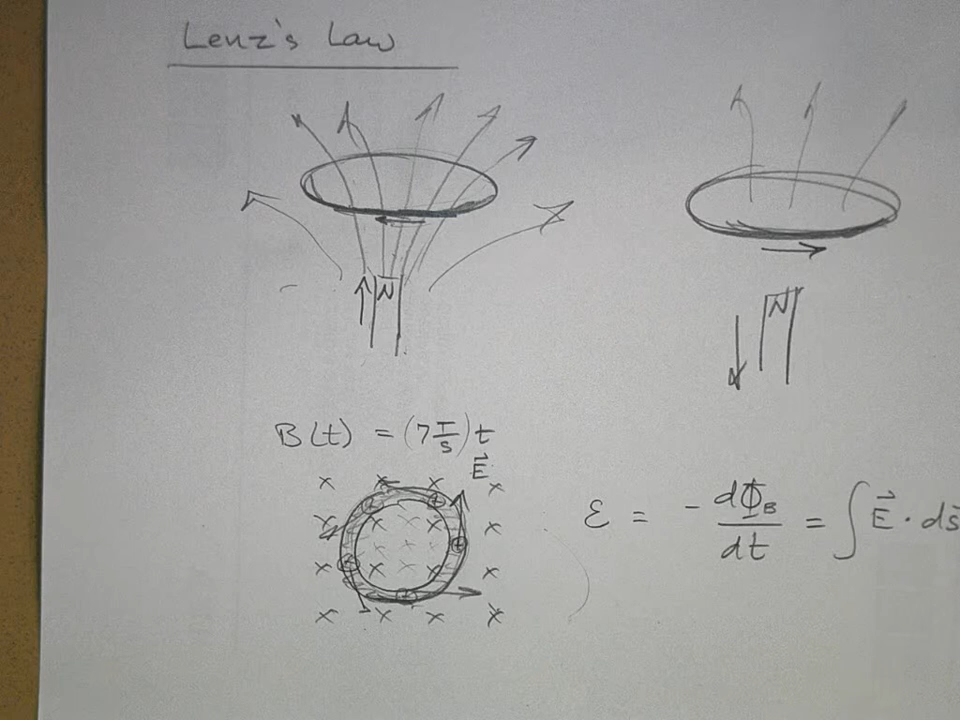 Lenz's Law
N
N
B(t) = (7 T/s) t
E⃗
x x x x
x x x x x x
x x x
x x x x x
x x x x
ε = - dΦ_B/dt = ∫ E⃗ · ds⃗